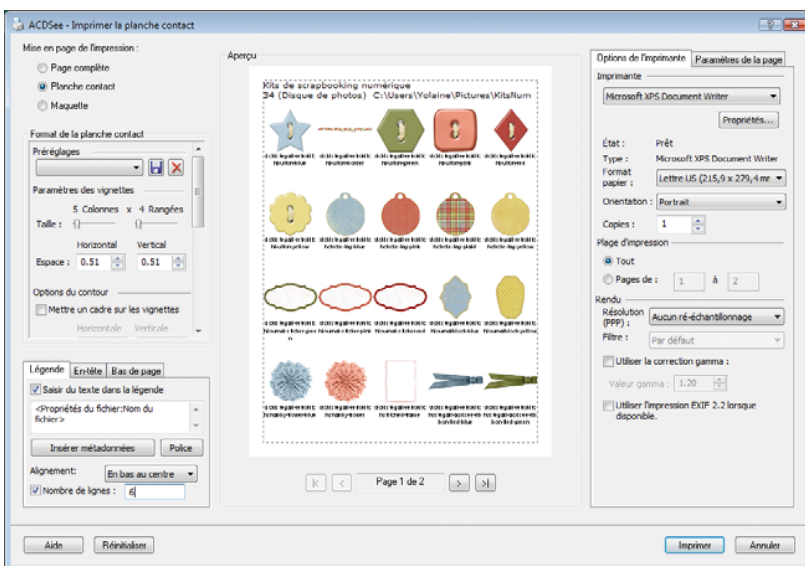 ACDSee - Imprimer la planche contact
Mise en page de l'impression :
Page complète
Planche contact
Maquette
Format de la planche contact
Préréglages
Paramètres des vignettes
5 Colonnes x 4 Rangées
Taille :
Horizontal Vertical
Espace : 0.51 0.51
Options du contour
Mettre un cadre sur les vignettes
Horizontale Verticale
Légende En-tête Bas de page
Saisir du texte dans la légende
<Propriétés du fichier:Nom du
fichier>
Insérer métadonnées Police
Alignement: En bas au centre
Nombre de lignes : 6
Aperçu
Kits de scrapbooking numérique
34 (Disque de photos) C:\Users\Yolaine\Pictures\KitsNum
Page 1 de 2
Options de l'imprimante Paramètres de la page
Imprimante
Microsoft XPS Document Writer
Propriétés...
État : Prêt
Type : Microsoft XPS Document Writer
Format
papier : Lettre US (215,9 x 279,4 mr
Orientation : Portrait
Copies : 1
Plage d'impression
Tout
Pages de : 1 à 2
Rendu
Résolution
(PPP) : Aucun ré-échantillonnage
Filtre : Par défaut
Utiliser la correction gamma :
Valeur gamma : 1.20
Utiliser l'impression EXIF 2.2 lorsque
disponible.
Aide Réinitialiser Imprimer Annuler